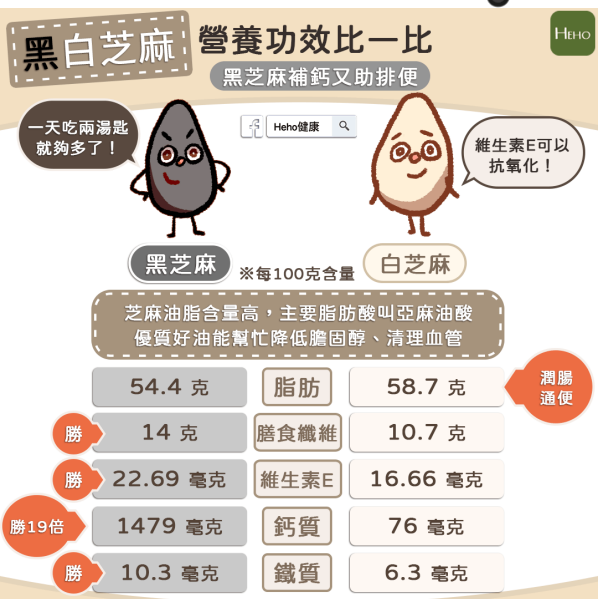 黑白芝麻 營養功效比一比
HEHO
黑芝麻補鈣又助排便
一天吃兩湯匙
就夠多了！
Heho健康
維生素E可以
抗氧化！
黑芝麻
※每100克含量
白芝麻
芝麻油脂含量高，主要脂肪酸叫亞麻油酸
優質好油能幫忙降低膽固醇、清理血管
54.4 克 脂肪 58.7 克
潤腸
通便
勝 14 克 膳食纖維 10.7 克
勝 22.69 毫克 維生素E 16.66 毫克
勝19倍 1479 毫克 鈣質 76 毫克
勝 10.3 毫克 鐵質 6.3 毫克